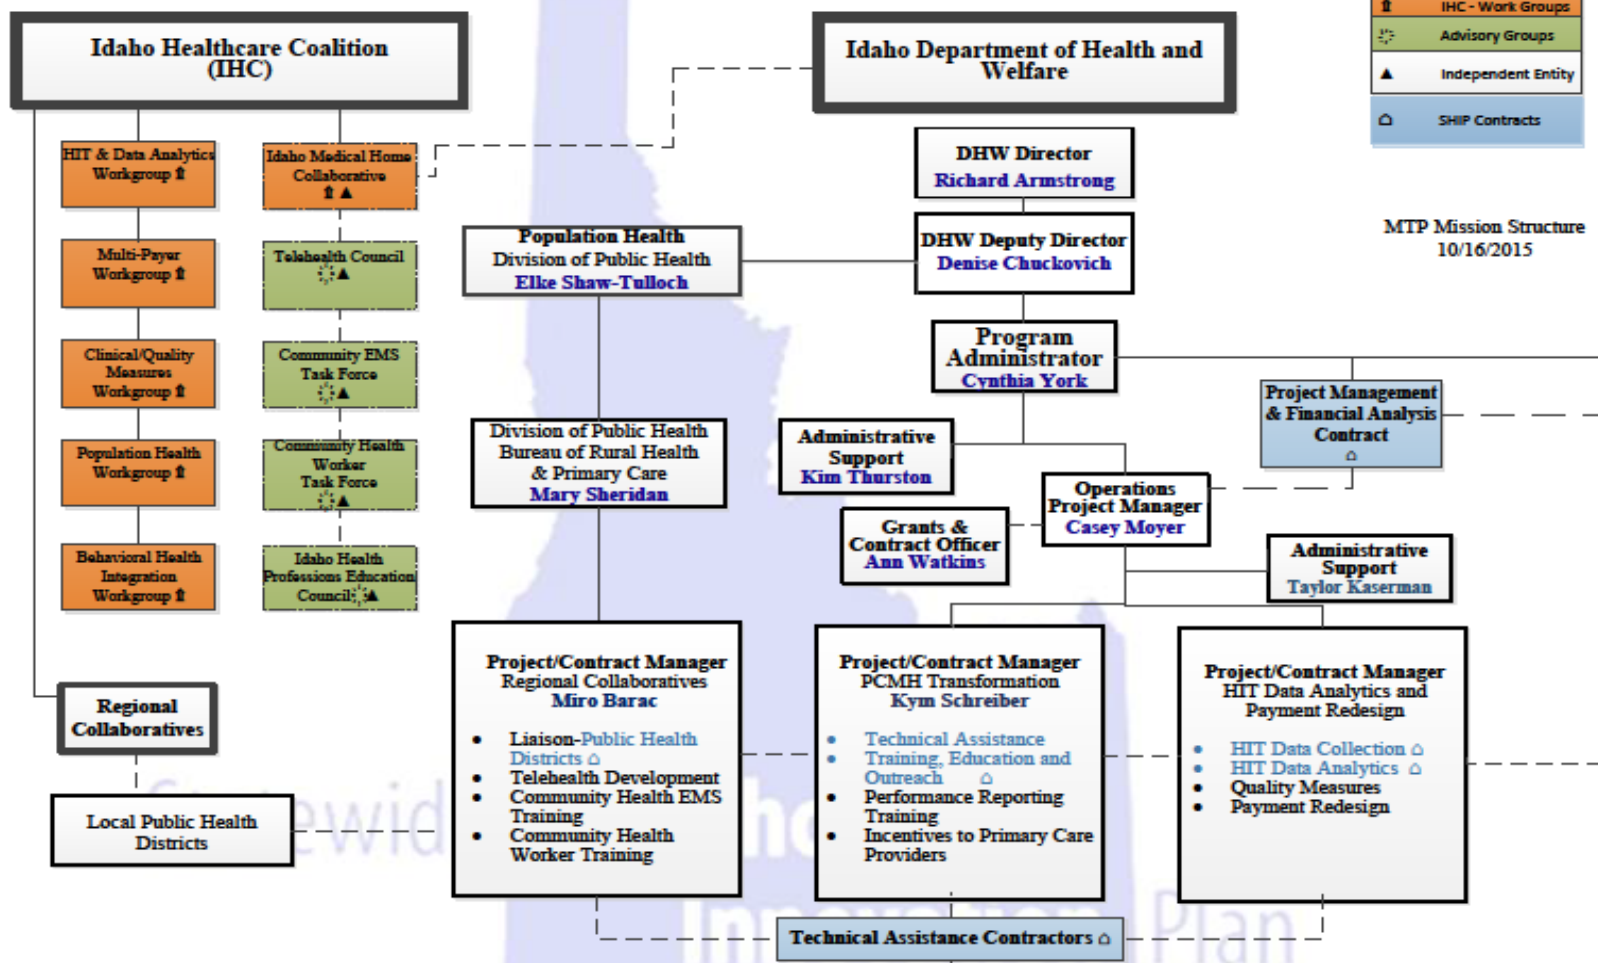 Idaho Healthcare Coalition
(IHC)
Idaho Department of Health and
Welfare
⇧ IHC - Work Groups
Advisory Groups
▲ Independent Entity
⌂ SHIP Contracts
MTP Mission Structure
10/16/2015
HIT & Data Analytics
Workgroup ⇧
Multi-Payer
Workgroup ⇧
Clinical/Quality
Measures
Workgroup ⇧
Population Health
Workgroup ⇧
Behavioral Health
Integration
Workgroup ⇧
Idaho Medical Home
Collaborative
⇧ ▲
Telehealth Council
▲
Community EMS
Task Force
▲
Community Health
Worker
Task Force
▲
Idaho Health
Professions Education
Council ▲
Regional
Collaboratives
Local Public Health
Districts
DHW Director
Richard Armstrong
DHW Deputy Director
Denise Chuckovich
Population Health
Division of Public Health
Elke Shaw-Tulloch
Program
Administrator
Cynthia York
Project Management
& Financial Analysis
Contract
⌂
Division of Public Health
Bureau of Rural Health
& Primary Care
Mary Sheridan
Administrative
Support
Kim Thurston
Operations
Project Manager
Casey Moyer
Grants &
Contract Officer
Ann Watkins
Administrative
Support
Taylor Kaserman
Project/Contract Manager
Regional Collaboratives
Miro Barac
• Liaison-Public Health
Districts ⌂
• Telehealth Development
• Community Health EMS
Training
• Community Health
Worker Training
Project/Contract Manager
PCMH Transformation
Kym Schreiber
• Technical Assistance
• Training, Education and
Outreach ⌂
• Performance Reporting
Training
• Incentives to Primary Care
Providers
Project/Contract Manager
HIT Data Analytics and
Payment Redesign
• HIT Data Collection ⌂
• HIT Data Analytics ⌂
• Quality Measures
• Payment Redesign
Technical Assistance Contractors ⌂
Plan